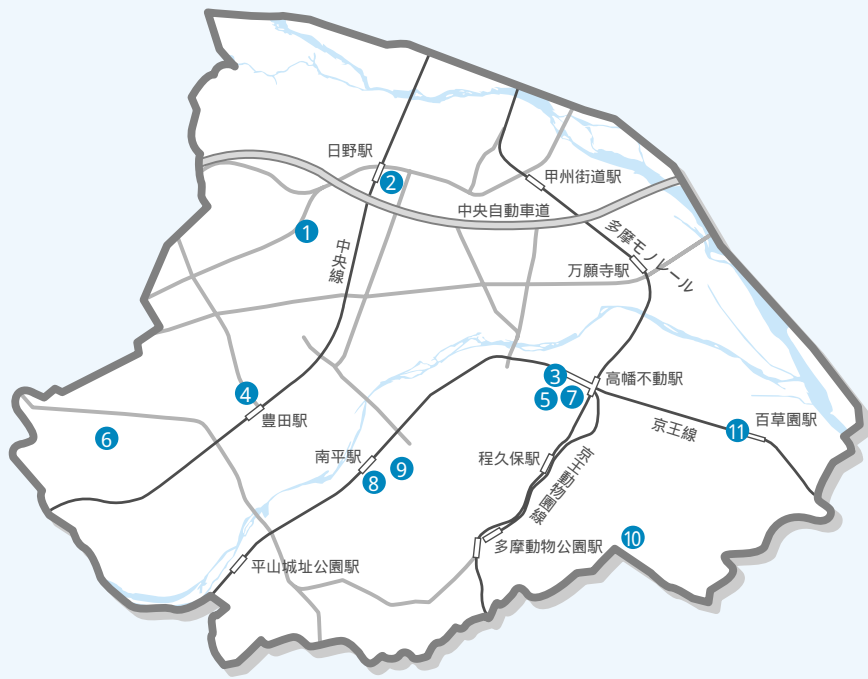 日野駅
2
甲州街道駅
中央自動車道
1
多摩モノレール
中央線
万願寺駅
3
高幡不動駅
4
5
7
豊田駅
百草園駅
京王線
11
6
南平駅
9
8
程久保駅
京王動物園線
10
多摩動物公園駅
平山城址公園駅